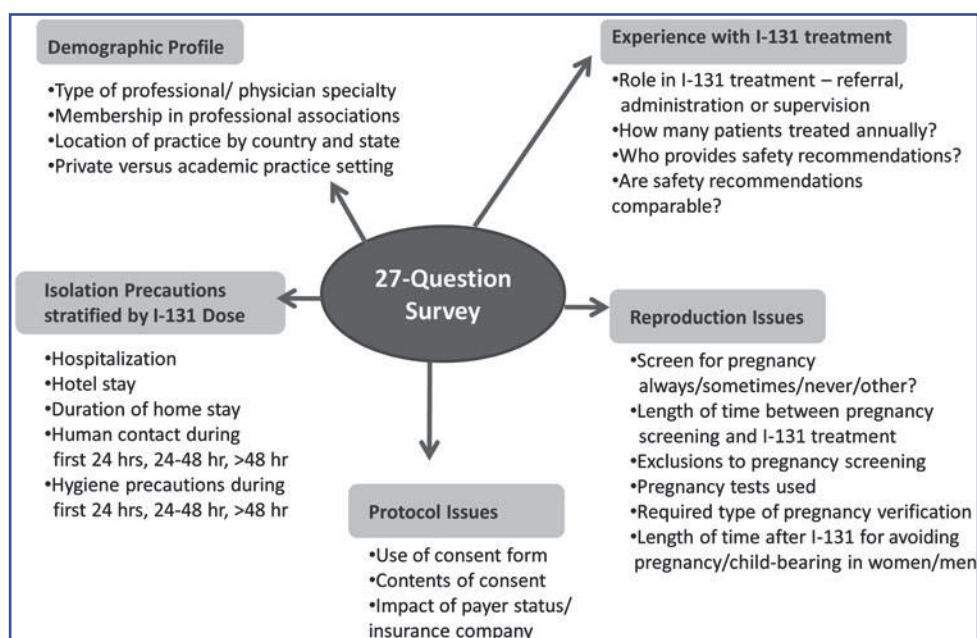 Demographic Profile
•Type of professional/ physician specialty
•Membership in professional associations
•Location of practice by country and state
•Private versus academic practice setting
Experience with I-131 treatment
•Role in I-131 treatment – referral,
administration or supervision
•How many patients treated annually?
•Who provides safety recommendations?
•Are safety recommendations
comparable?
27-Question
Survey
Isolation Precautions
stratified by I-131 Dose
•Hospitalization
•Hotel stay
•Duration of home stay
•Human contact during
first 24 hrs, 24-48 hr, >48 hr
•Hygiene precautions during
first 24 hrs, 24-48 hr, >48 hr
Protocol Issues
•Use of consent form
•Contents of consent
•Impact of payer status/
insurance company
Reproduction Issues
•Screen for pregnancy
always/sometimes/never/other?
•Length of time between pregnancy
screening and I-131 treatment
•Exclusions to pregnancy screening
•Pregnancy tests used
•Required type of pregnancy verification
•Length of time after I-131 for avoiding
pregnancy/child-bearing in women/men